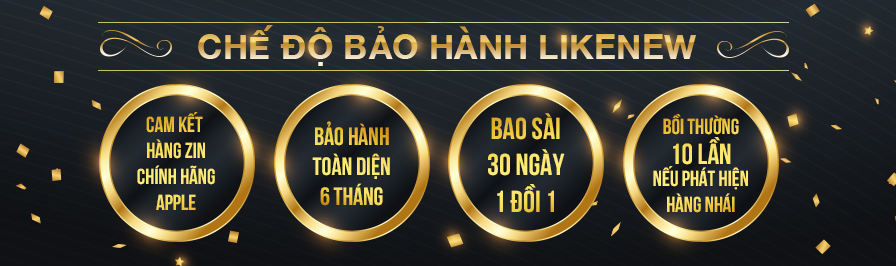 CHẾ ĐỘ BẢO HÀNH LIKENEW
CAM KẾT
HÀNG ZIN
CHÍNH HÃNG
APPLE
BẢO HÀNH
TOÀN DIỆN
6 THÁNG
BAO SÀI
30 NGÀY
1 ĐỒI 1
BỒI THƯỜNG
10 LẦN
NẾU PHÁT HIỆN
HÀNG NHÁI